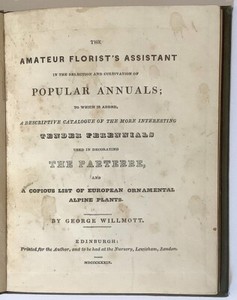 THE
AMATEUR FLORIST'S ASSISTANT
IN THE SELECTION AND CULTIVATION OF
POPULAR ANNUALS;
TO WHICH IS ADDED,
A DESCRIPTIVE CATALOGUE OF THE MORE INTERESTING
TENDER PERENNIALS
USED IN DECORATING
THE PARTERRE,
AND
A COPIOUS LIST OF EUROPEAN ORNAMENTAL
ALPINE PLANTS.
BY GEORGE WILLMOTT.
EDINBURGH:
Printed for the Author, and to be had at the Nursery, Lewisham, London.